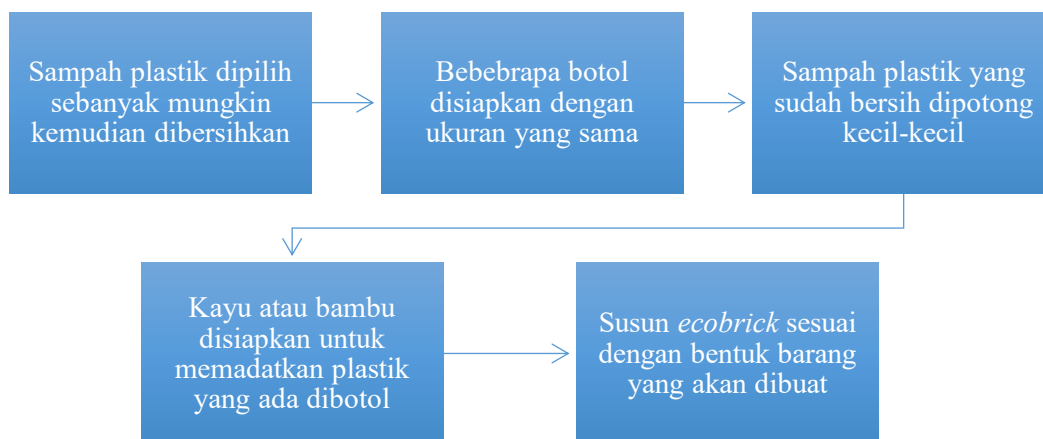 Sampah plastik dipilih
sebanyak mungkin
kemudian dibersihkan
Bebebrapa botol
disiapkan dengan
ukuran yang sama
Sampah plastik yang
sudah bersih dipotong
kecil-kecil
Kayu atau bambu
disiapkan untuk
memadatkan plastik
yang ada dibotol
Susun ecobrick sesuai
dengan bentuk barang
yang akan dibuat